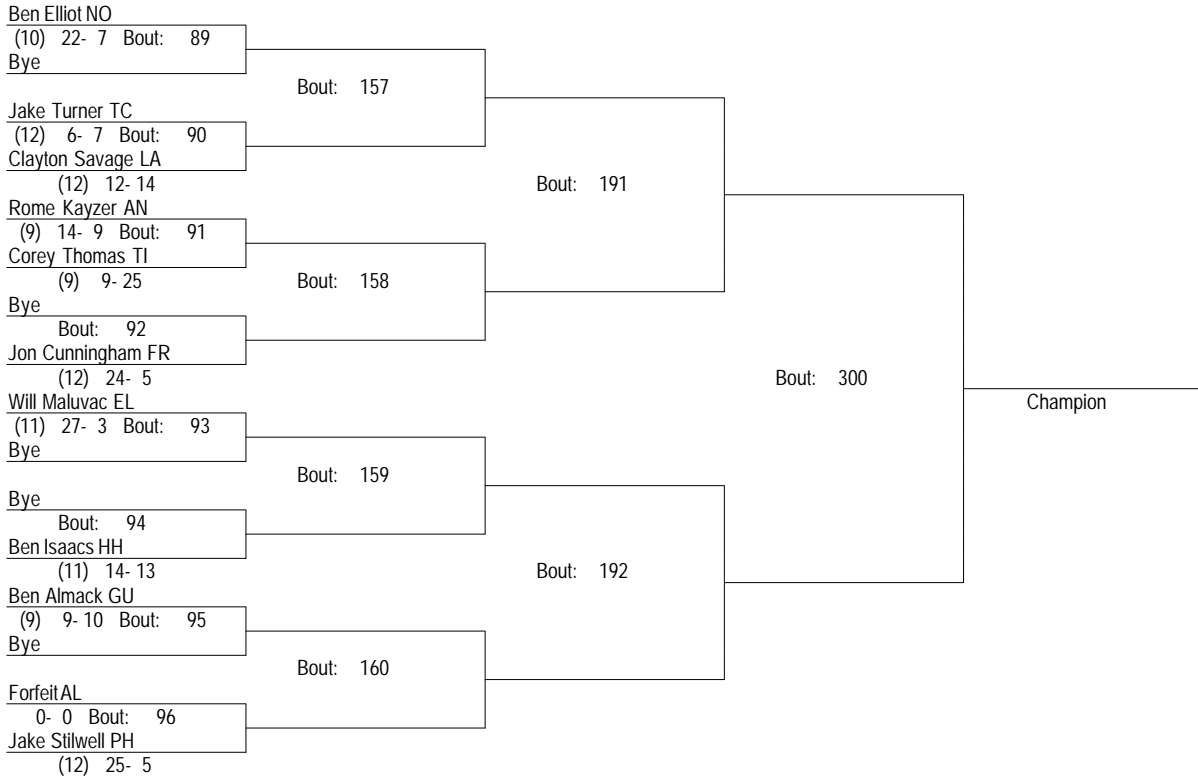 Ben Elliot NO
(10) 22- 7 Bout: 89
Bye
Bout: 157
Jake Turner TC
(12) 6- 7 Bout: 90
Clayton Savage LA
(12) 12- 14
Bout: 191
Rome Kayzer AN
(9) 14- 9 Bout: 91
Corey Thomas TI
(9) 9- 25
Bout: 158
Bye
Bout: 92
Jon Cunningham FR
(12) 24- 5
Bout: 300
Champion
Will Maluvac EL
(11) 27- 3 Bout: 93
Bye
Bout: 159
Bye
Bout: 94
Ben Isaacs HH
(11) 14- 13
Bout: 192
Ben Almack GU
(9) 9- 10 Bout: 95
Bye
Bout: 160
Forfeit AL
0- 0 Bout: 96
Jake Stilwell PH
(12) 25- 5